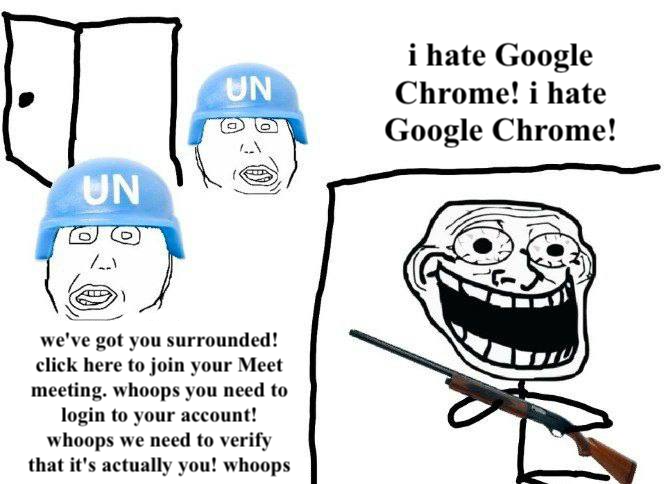 UN
UN
i hate Google
Chrome! i hate
Google Chrome!
we've got you surrounded!
click here to join your Meet
meeting. whoops you need to
login to your account!
whoops we need to verify
that it's actually you! whoops